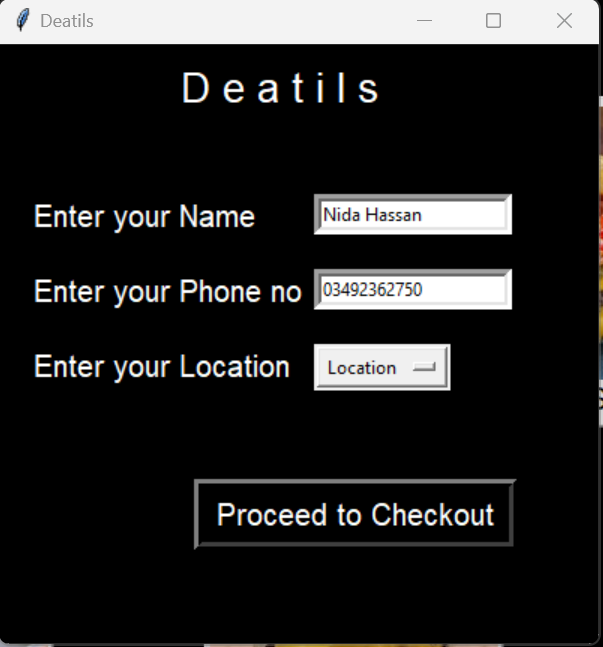 Deatils
D e a t i l s
Enter your Name Nida Hassan
Enter your Phone no 03492362750
Enter your Location Location
Proceed to Checkout